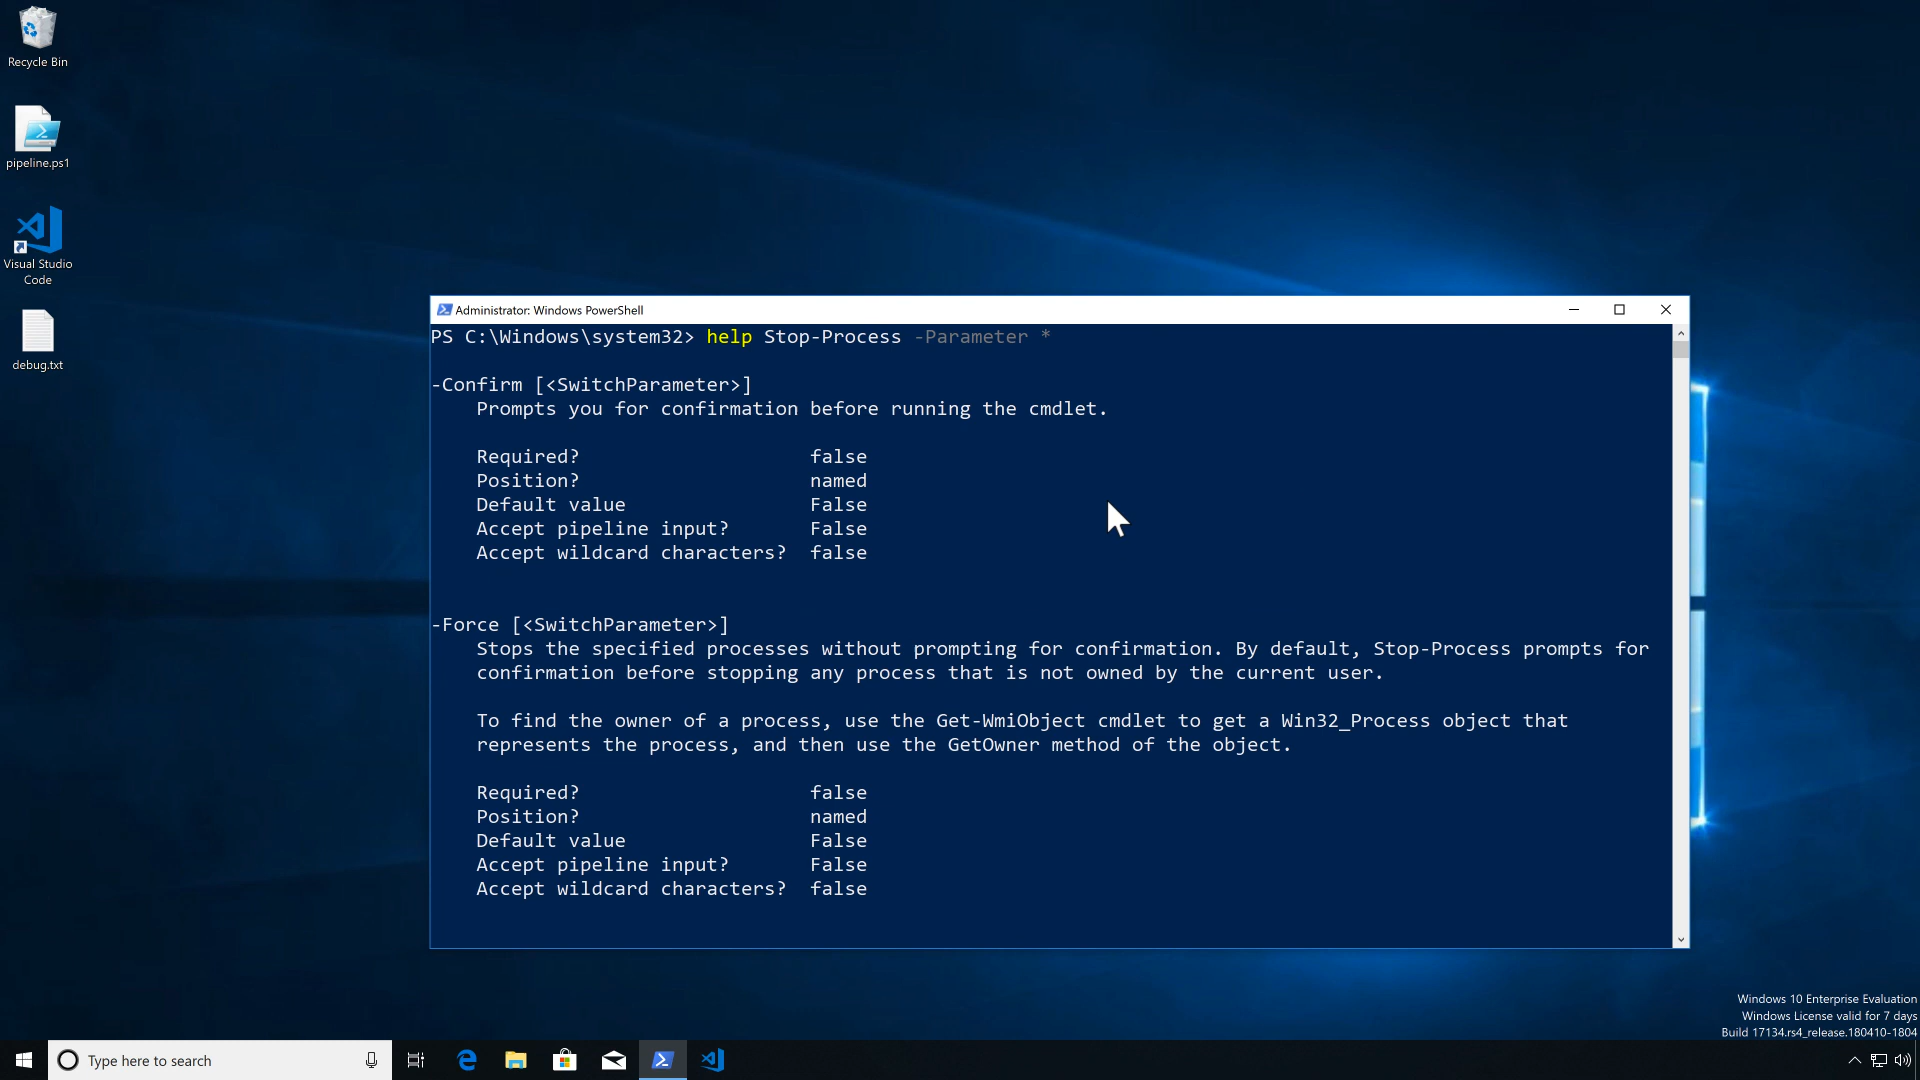 Recycle Bin
pipeline.ps1
Visual Studio
Code
debug.txt
Administrator: Windows PowerShell
PS C:\Windows\system32> help Stop-Process -Parameter *
-Confirm [<SwitchParameter>]
Prompts you for confirmation before running the cmdlet.
Required? false
Position? named
Default value False
Accept pipeline input? False
Accept wildcard characters? false
-Force [<SwitchParameter>]
Stops the specified processes without prompting for confirmation. By default, Stop-Process prompts for
confirmation before stopping any process that is not owned by the current user.
To find the owner of a process, use the Get-WmiObject cmdlet to get a Win32_Process object that
represents the process, and then use the GetOwner method of the object.
Required? false
Position? named
Default value False
Accept pipeline input? False
Accept wildcard characters? false
Windows 10 Enterprise Evaluation
Windows License valid for 7 days
Build 17134.rs4_release.180410-1804
Type here to search